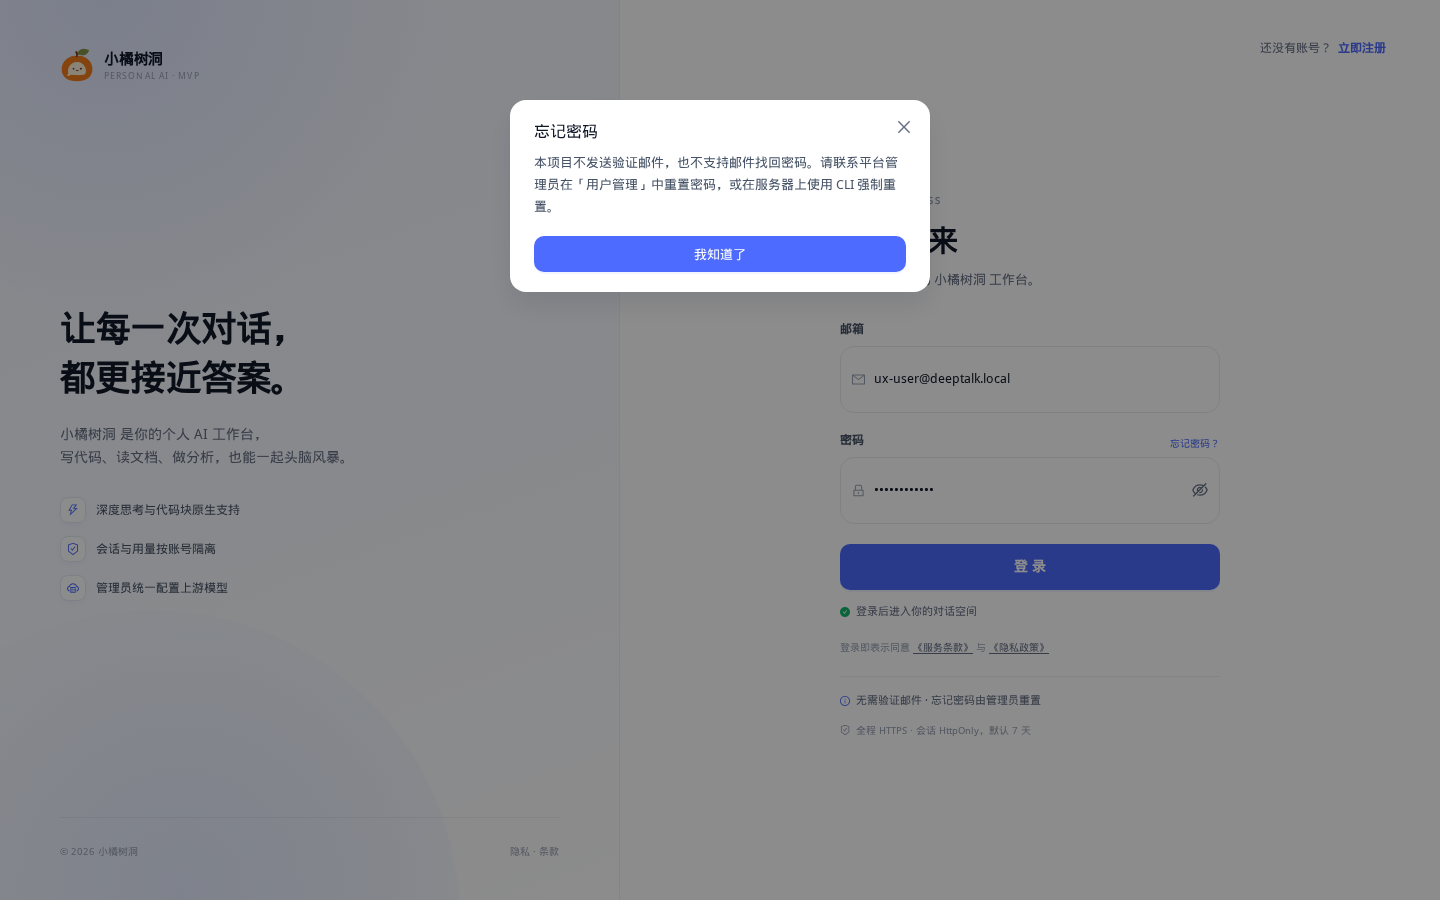 小橘树洞
PERSONAL AI · MVP
还没有账号？ 立即注册
忘记密码
本项目不发送验证邮件，也不支持邮件找回密码。请联系平台管
理员在「用户管理」中重置密码，或在服务器上使用 CLI 强制重
置。
我知道了
来
小橘树洞 工作台。
让每一次对话，
都更接近答案。
小橘树洞 是你的个人 AI 工作台，
写代码、读文档、做分析，也能一起头脑风暴。
深度思考与代码块原生支持
会话与用量按账号隔离
管理员统一配置上游模型
© 2026 小橘树洞
隐私 · 条款
邮箱
ux-user@deeptalk.local
密码
忘记密码？
••••••••••••
登 录
登录后进入你的对话空间
登录即表示同意 《服务条款》 与 《隐私政策》
无需验证邮件 · 忘记密码由管理员重置
全程 HTTPS · 会话 HttpOnly，默认 7 天